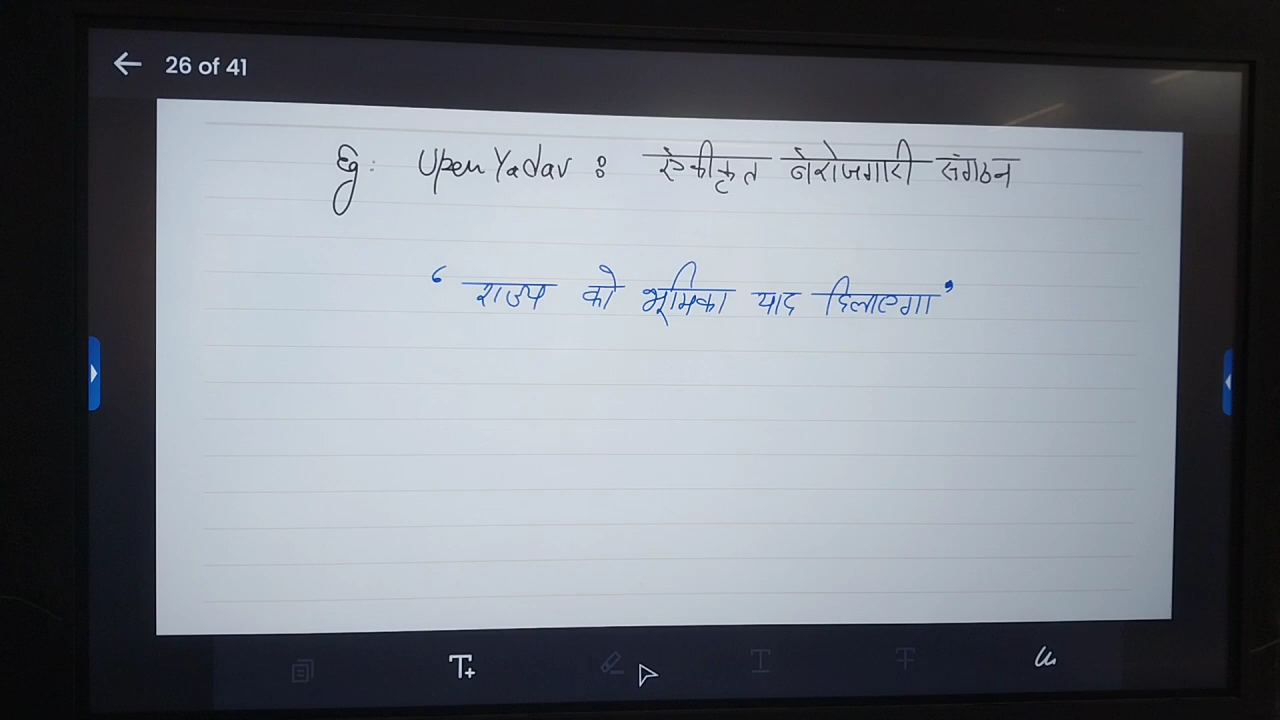 26 of 41
Eg: Upen Yadav : एकीकृत बेरोजगारी संगठन
‘राज्य को भूमिका याद दिलाएगा’